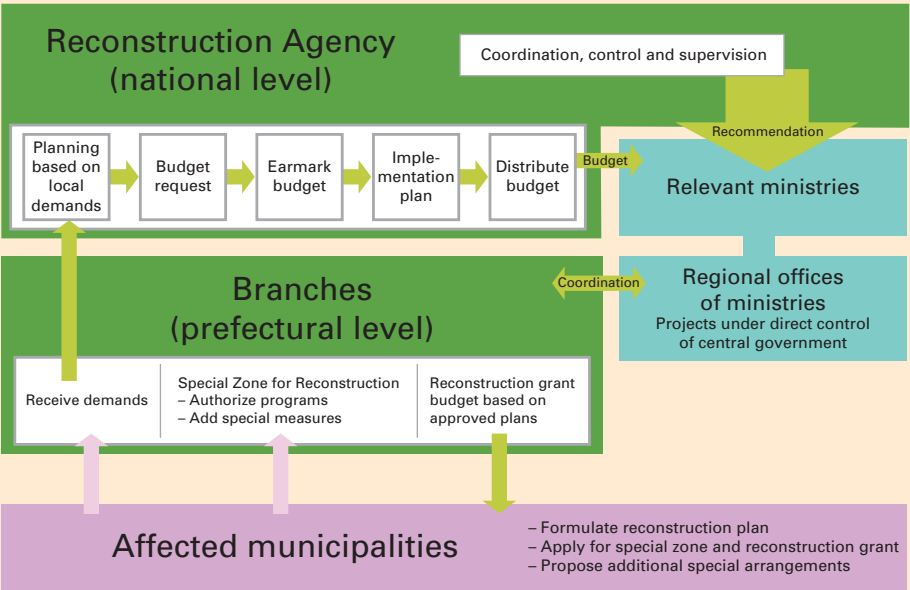 Reconstruction Agency
(national level)
Coordination, control and supervision
Recommendation
Planning
based on
local
demands
Budget
request
Earmark
budget
Imple-
mentation
plan
Distribute
budget
Budget
Relevant ministries
Branches
(prefectural level)
Coordination
Regional offices
of ministries
Projects under direct control
of central government
Receive demands
Special Zone for Reconstruction
– Authorize programs
– Add special measures
Reconstruction grant
budget based on
approved plans
Affected municipalities
– Formulate reconstruction plan
– Apply for special zone and reconstruction grant
– Propose additional special arrangements